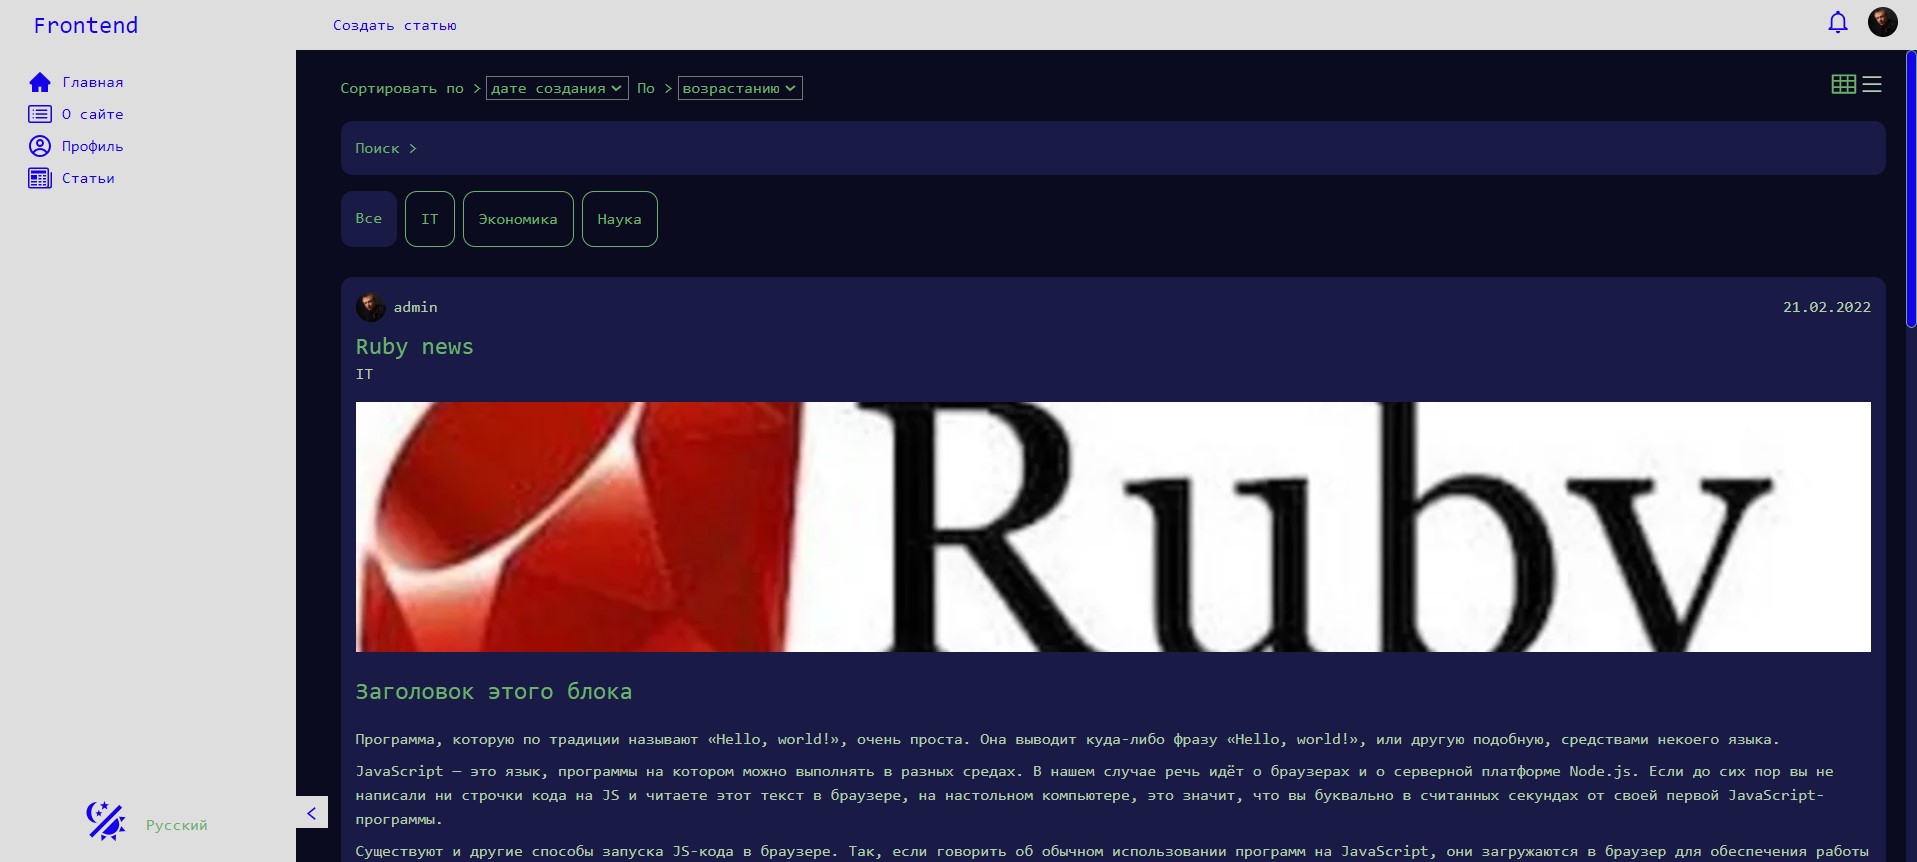 Frontend
Создать статью
Главная
О сайте
Профиль
Статьи
Сортировать по > дате создания По > возрастанию
Поиск >
Все IT Экономика Наука
admin 21.02.2022
Ruby news
IT
Ruby
Заголовок этого блока
Программа, которую по традиции называют «Hello, world!», очень проста. Она выводит куда-либо фразу «Hello, world!», или другую подобную, средствами некоего языка.
JavaScript — это язык, программы на котором можно выполнять в разных средах. В нашем случае речь идёт о браузерах и о серверной платформе Node.js. Если до сих пор вы не
написали ни строчки кода на JS и читаете этот текст в браузере, на настольном компьютере, это значит, что вы буквально в считанных секундах от своей первой JavaScript-
программы.
Существуют и другие способы запуска JS-кода в браузере. Так, если говорить об обычном использовании программ на JavaScript, они загружаются в браузер для обеспечения работы
Русский